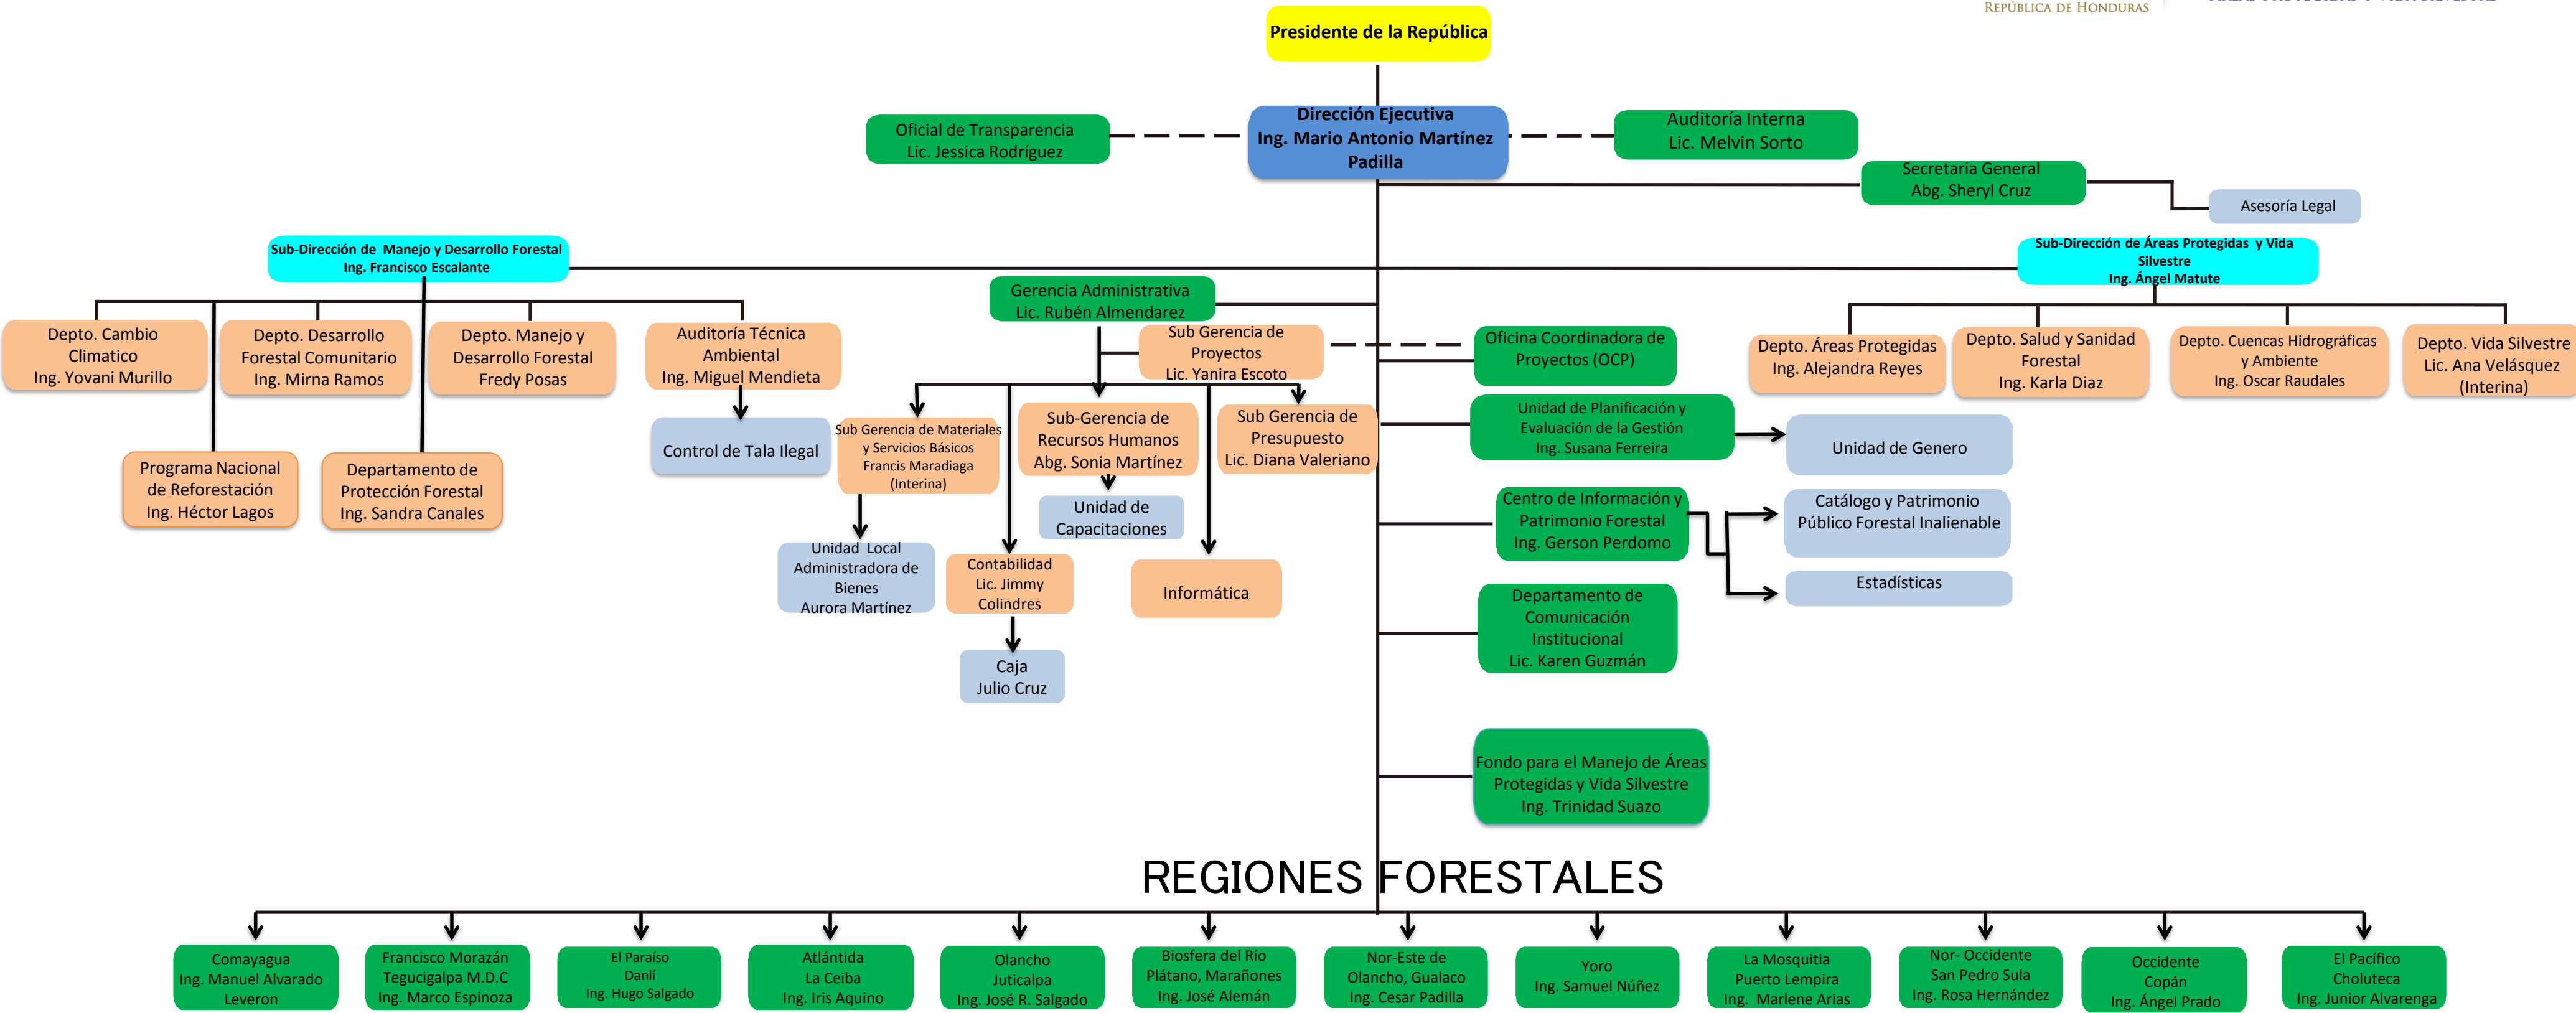 REPÚBLICA DE HONDURAS
Presidente de la República
Dirección Ejecutiva
Ing. Mario Antonio Martínez
Padilla
Oficial de Transparencia
Lic. Jessica Rodríguez
Auditoría Interna
Lic. Melvin Sorto
Secretaria General
Abg. Sheryl Cruz
Asesoría Legal
Sub-Dirección de Manejo y Desarrollo Forestal
Ing. Francisco Escalante
Sub-Dirección de Áreas Protegidas y Vida
Silvestre
Ing. Ángel Matute
Gerencia Administrativa
Lic. Rubén Almendarez
Depto. Cambio
Climatico
Ing. Yovani Murillo
Depto. Desarrollo
Forestal Comunitario
Ing. Mirna Ramos
Depto. Manejo y
Desarrollo Forestal
Fredy Posas
Auditoría Técnica
Ambiental
Ing. Miguel Mendieta
Sub Gerencia de
Proyectos
Lic. Yanira Escoto
Oficina Coordinadora de
Proyectos (OCP)
Depto. Áreas Protegidas
Ing. Alejandra Reyes
Depto. Salud y Sanidad
Forestal
Ing. Karla Diaz
Depto. Cuencas Hidrográficas
y Ambiente
Ing. Oscar Raudales
Depto. Vida Silvestre
Lic. Ana Velásquez
(Interina)
Programa Nacional
de Reforestación
Ing. Héctor Lagos
Departamento de
Protección Forestal
Ing. Sandra Canales
Control de Tala Ilegal
Sub Gerencia de Materiales
y Servicios Básicos
Francis Maradiaga
(Interina)
Sub-Gerencia de
Recursos Humanos
Abg. Sonia Martínez
Sub Gerencia de
Presupuesto
Lic. Diana Valeriano
Unidad de Planificación y
Evaluación de la Gestión
Ing. Susana Ferreira
Unidad de Genero
Unidad de
Capacitaciones
Centro de Información y
Patrimonio Forestal
Ing. Gerson Perdomo
Catálogo y Patrimonio
Público Forestal Inalienable
Estadísticas
Unidad Local
Administradora de
Bienes
Aurora Martínez
Contabilidad
Lic. Jimmy
Colindres
Informática
Departamento de
Comunicación
Institucional
Lic. Karen Guzmán
Caja
Julio Cruz
Fondo para el Manejo de Áreas
Protegidas y Vida Silvestre
Ing. Trinidad Suazo
REGIONES FORESTALES
Comayagua
Ing. Manuel Alvarado
Leveron
Francisco Morazán
Tegucigalpa M.D.C
Ing. Marco Espinoza
El Paraíso
Danlí
Ing. Hugo Salgado
Atlántida
La Ceiba
Ing. Iris Aquino
Olancho
Juticalpa
Ing. José R. Salgado
Biosfera del Río
Plátano, Marañones
Ing. José Alemán
Nor-Este de
Olancho, Gualaco
Ing. Cesar Padilla
Yoro
Ing. Samuel Núñez
La Mosquitia
Puerto Lempira
Ing. Marlene Arias
Nor- Occidente
San Pedro Sula
Ing. Rosa Hernández
Occidente
Copán
Ing. Ángel Prado
El Pacífico
Choluteca
Ing. Junior Alvarenga